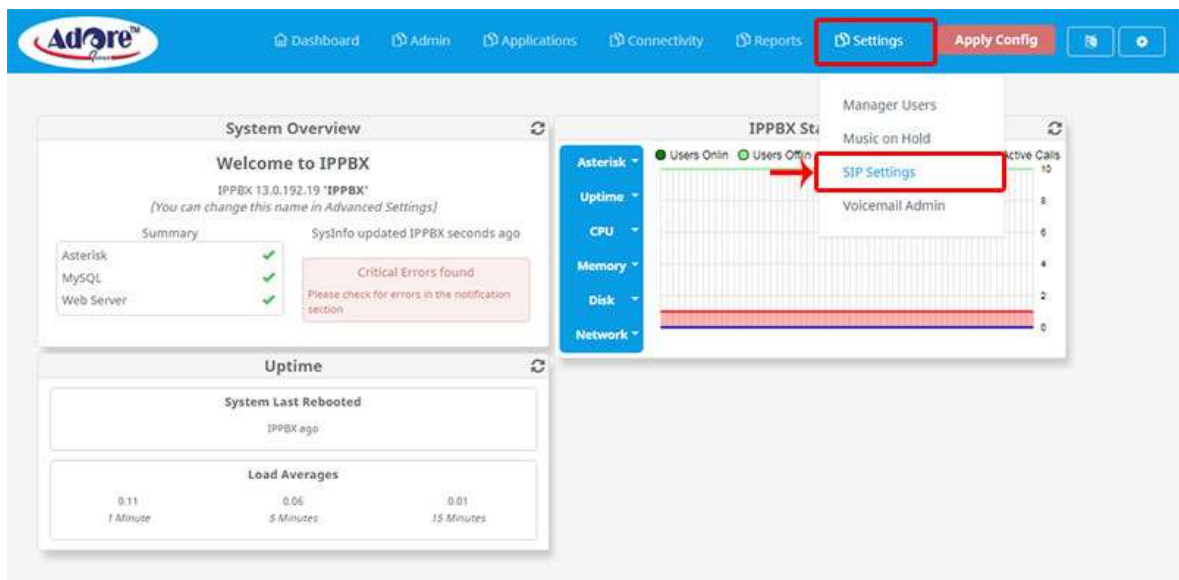 Adore™
Dashboard Admin Applications Connectivity Reports Settings Apply Config
Manager Users
Music on Hold
SIP Settings
Voicemail Admin
System Overview
Welcome to IPPBX
IPPBX 13.0.192.19 "IPPBX"
(You can change this name in Advanced Settings)
Summary
Asterisk
MySQL
Web Server
SysInfo updated IPPBX seconds ago
Critical Errors found
Please check for errors in the notification
section
IPPBX Sta
Asterisk
Uptime
CPU
Memory
Disk
Network
Users Onlin Users Offlin
Active Calls
10
8
6
4
2
0
Uptime
System Last Rebooted
IPPBX ago
Load Averages
0.11 0.06 0.01
1 Minute 5 Minutes 15 Minutes